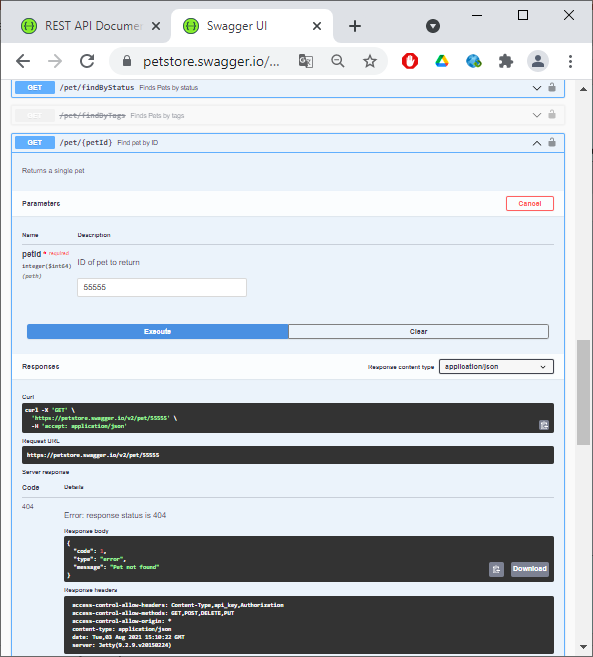 REST API Documen
Swagger UI
petstore.swagger.io/...
GET /pet/findByStatus Finds Pets by status
GET /pet/findByTags Finds Pets by tags
GET /pet/{petId} Find pet by ID
Returns a single pet
Parameters
Cancel
Name Description
petId * required
integer($int64)
(path)
ID of pet to return
55555
Execute Clear
Responses Response content type application/json
Curl
curl -X 'GET' \
'https://petstore.swagger.io/v2/pet/55555' \
-H 'accept: application/json'
Request URL
https://petstore.swagger.io/v2/pet/55555
Server response
Code Details
404
Error: response status is 404
Response body
{
"code": 1,
"type": "error",
"message": "Pet not found"
}
Download
Response headers
access-control-allow-headers: Content-Type,api_key,Authorization
access-control-allow-methods: GET,POST,DELETE,PUT
access-control-allow-origin: *
content-type: application/json
date: Tue,03 Aug 2021 15:10:22 GMT
server: Jetty(9.2.9.v20150224)